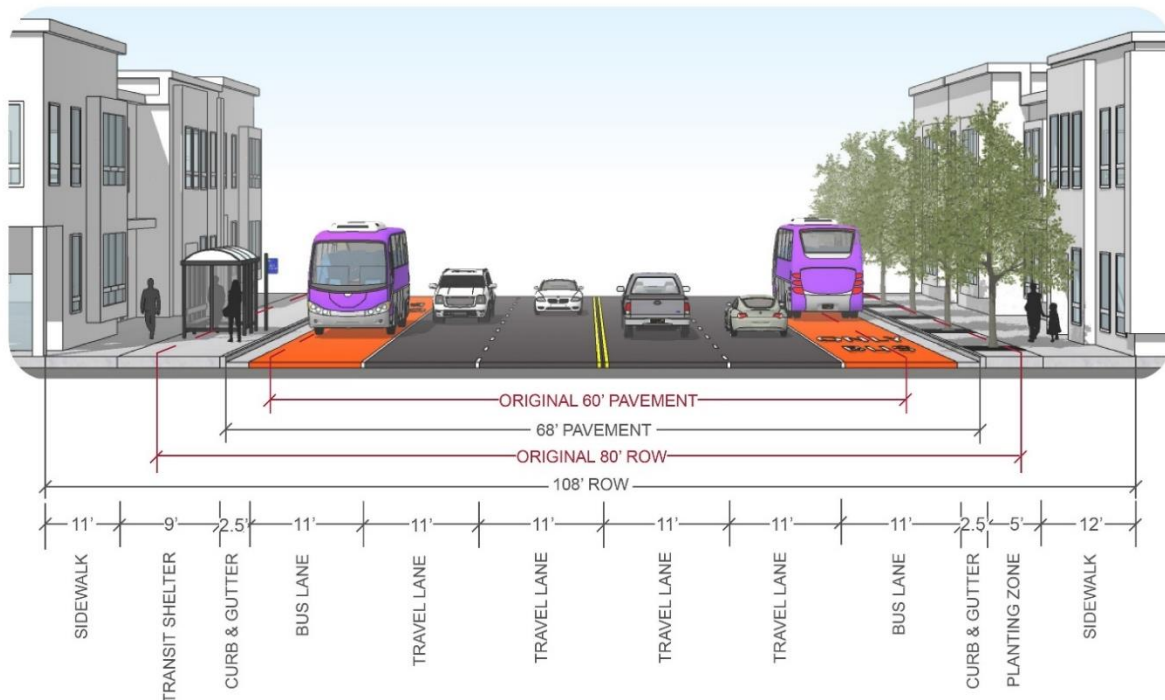 ONLY
BUS
ORIGINAL 60' PAVEMENT
68' PAVEMENT
ORIGINAL 80' ROW
108' ROW
11'
9'
2.5'
11'
11'
11'
11'
11'
11'
2.5'
5'
12'
SIDEWALK
TRANSIT SHELTER
CURB & GUTTER
BUS LANE
TRAVEL LANE
TRAVEL LANE
TRAVEL LANE
TRAVEL LANE
BUS LANE
CURB & GUTTER
PLANTING ZONE
SIDEWALK